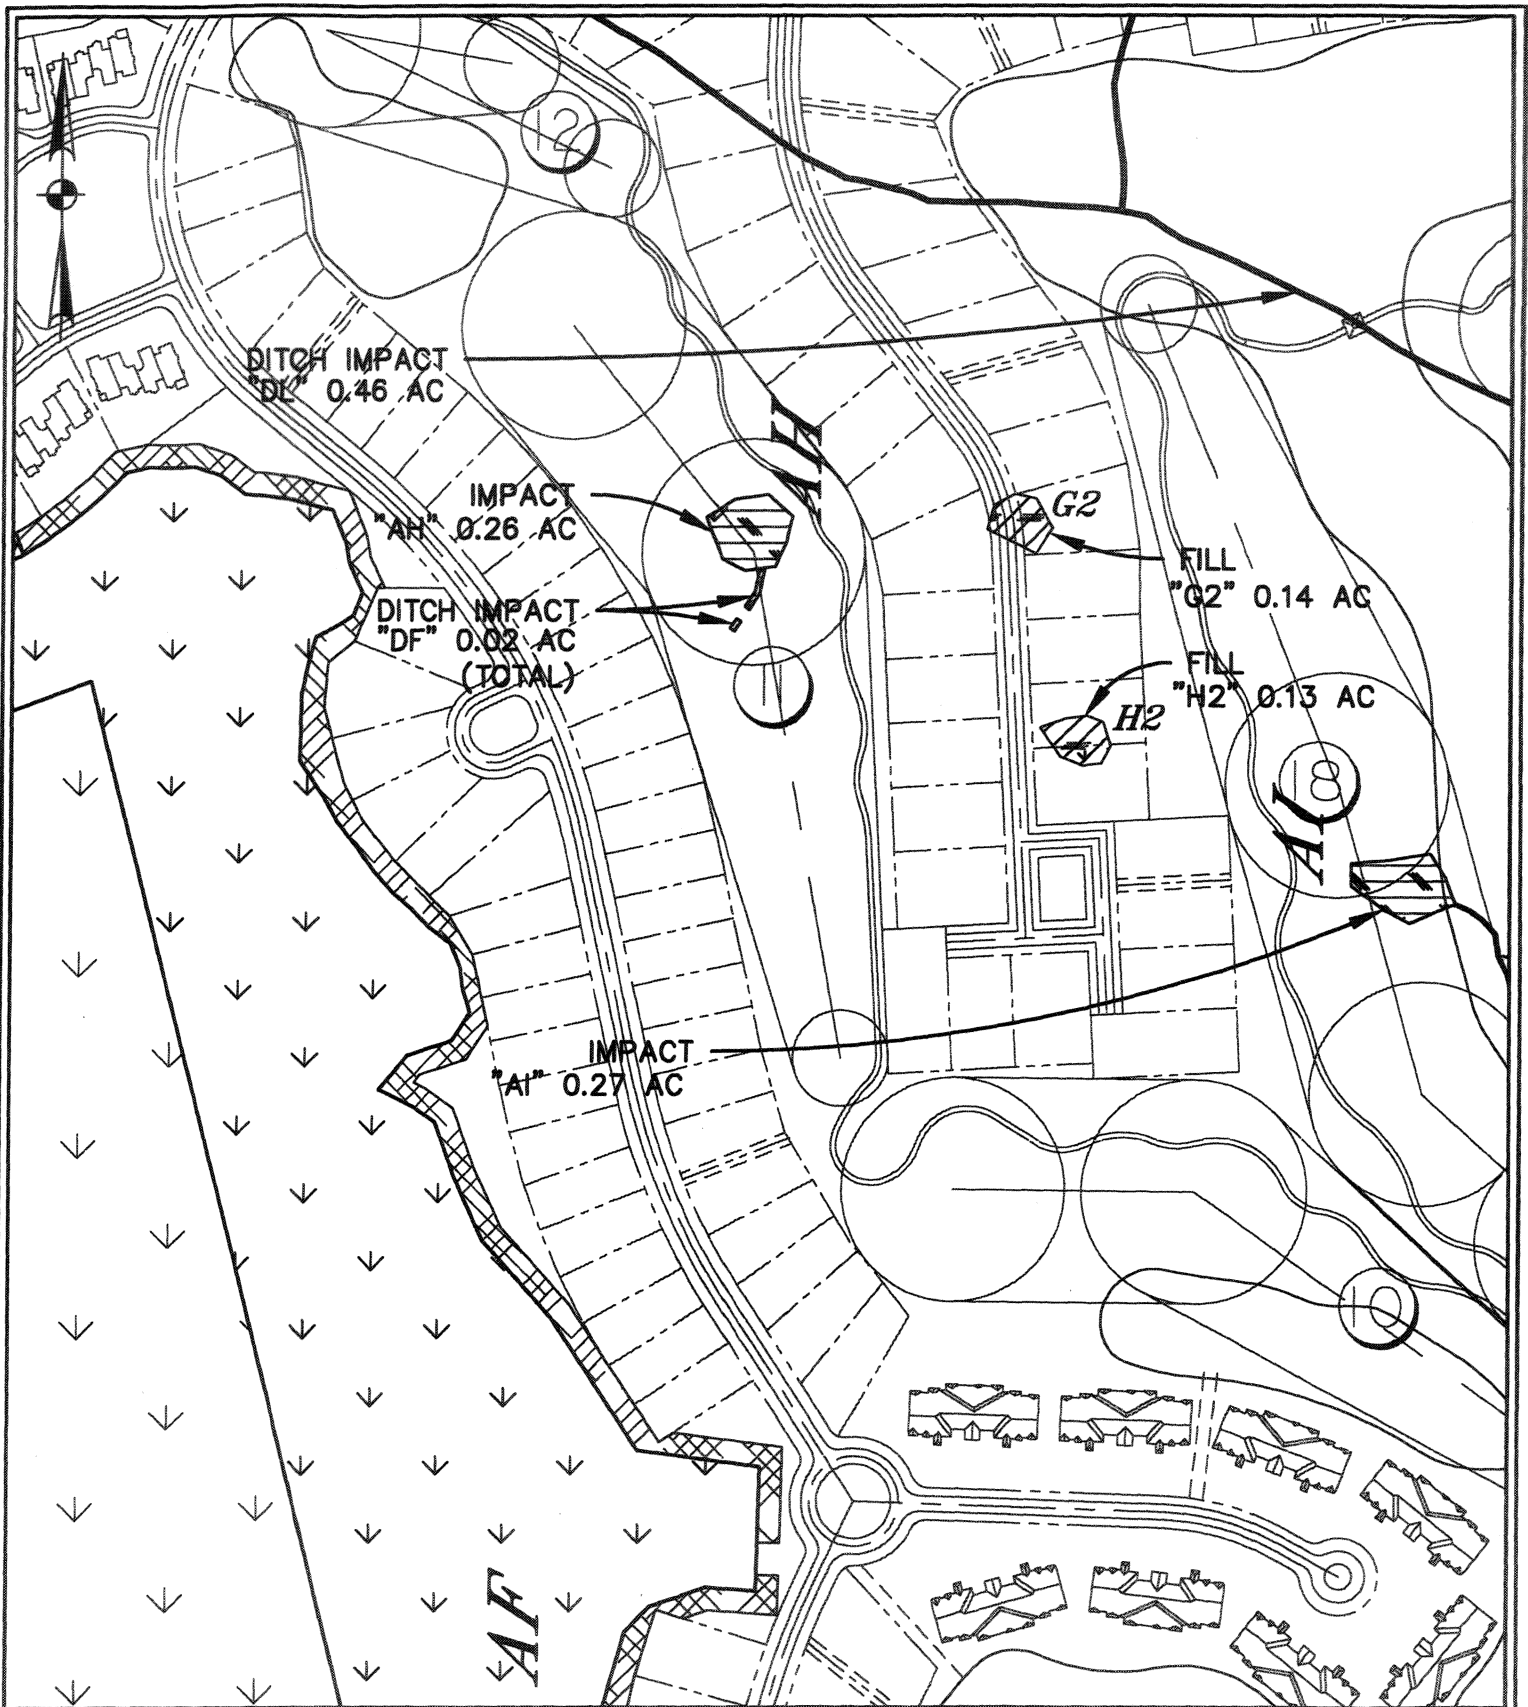 12
DITCH IMPACT
"DL" 0.46 AC
AH
IMPACT
"AH" 0.26 AC
G2
FILL
"G2" 0.14 AC
DITCH IMPACT
"DF" 0.02 AC
(TOTAL)
11
FILL
"H2" 0.13 AC
H2
18
AI
IMPACT
"AI" 0.27 AC
10
AF